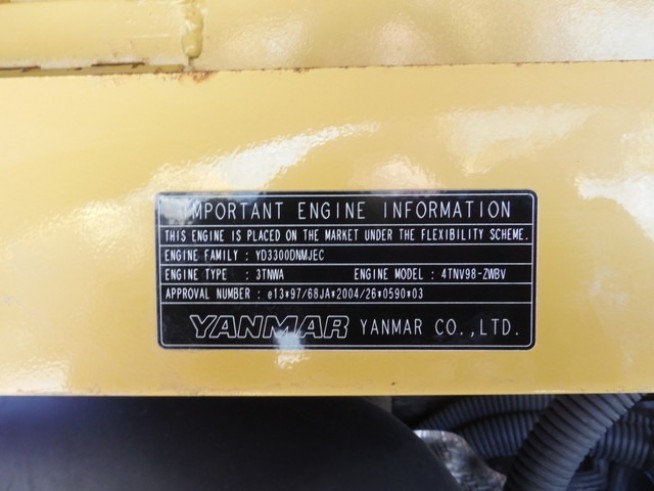 IMPORTANT ENGINE INFORMATION
THIS ENGINE IS PLACED ON THE MARKET UNDER THE FLEXIBILITY SCHEME.
ENGINE FAMILY : YD3300DNMJEC
ENGINE TYPE : 3TNWA ENGINE MODEL : 4TNV98-ZWBV
APPROVAL NUMBER : e13*97/68JA*2004/26*0590*03
YANMAR YANMAR CO.,LTD.